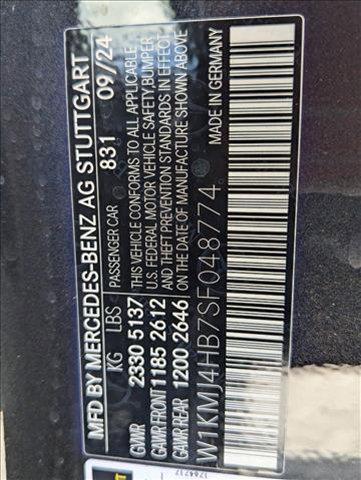 MFD BY MERCEDES-BENZ AG STUTTGART
KG LBS PASSENGER CAR 831 09/24
GVWR 2330 5137 THIS VEHICLE CONFORMS TO ALL APPLICABLE
GAWR FRONT 1185 2612 U.S. FEDERAL MOTOR VEHICLE SAFETY, BUMPER
GAWR REAR 1200 2646 AND THEFT PREVENTION STANDARDS IN EFFECT
ON THE DATE OF MANUFACTURE SHOWN ABOVE
MADE IN GERMANY
W1KMJ4HB7SF048774